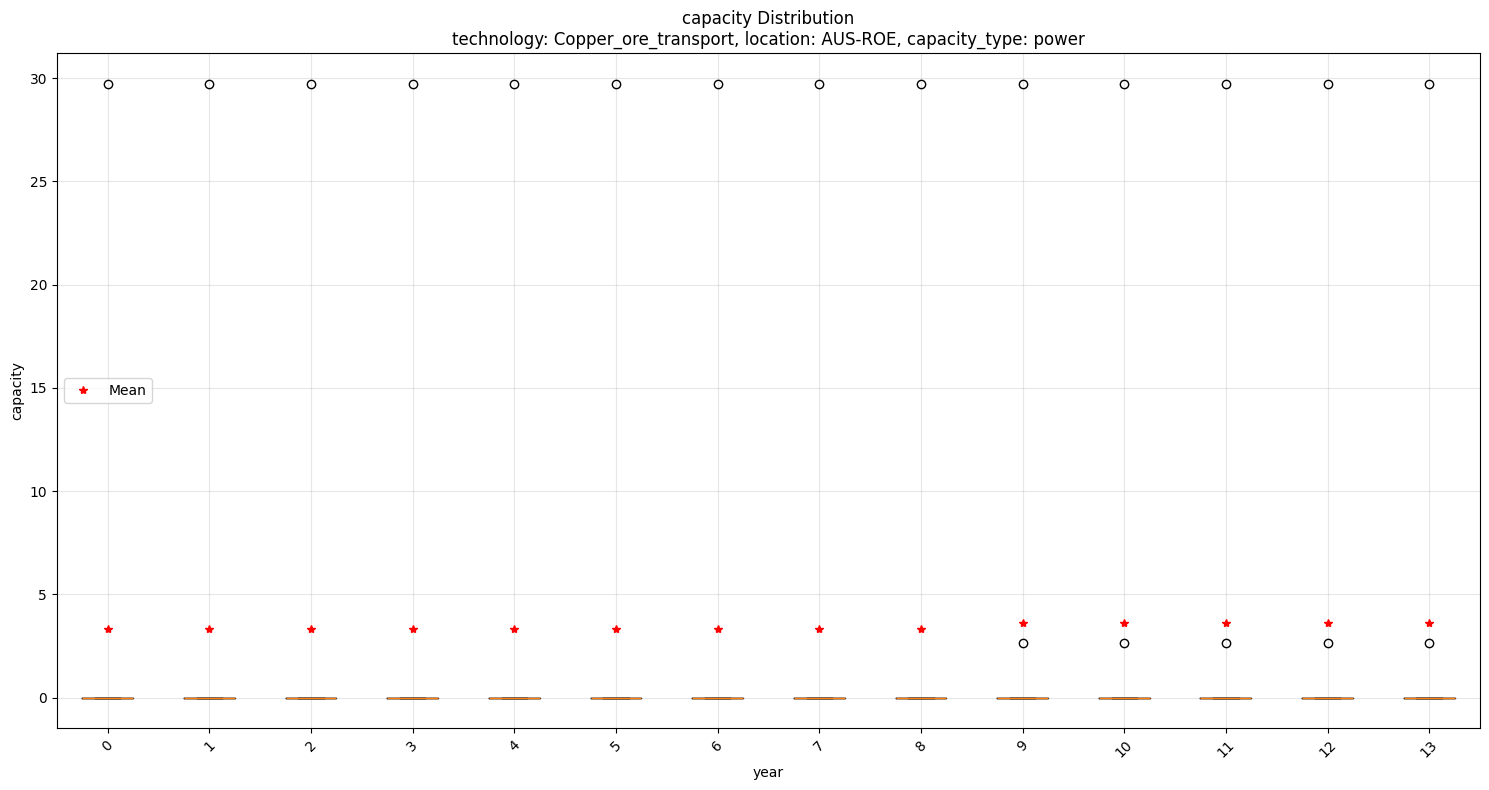 capacity Distribution
technology: Copper_ore_transport, location: AUS-ROE, capacity_type: power
30
25
20
15
10
5
0
capacity
Mean
0 1 2 3 4 5 6 7 8 9 10 11 12 13
year